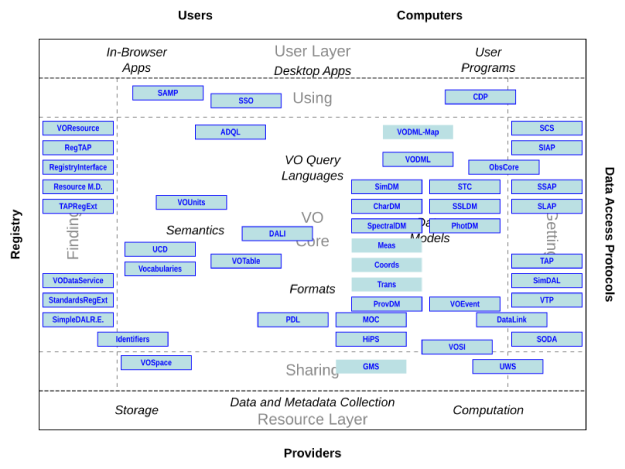 Users
Computers
In-Browser
Apps
User Layer
Desktop Apps
User
Programs
SAMP
SSO
Using
CDP
VOResource
ADQL
VODML-Map
SCS
RegTAP
SIAP
RegistryInterface
VO Query
Languages
VODML
ObsCore
Resource M.D.
SimDM
STC
SSAP
TAPRegExt
VOUnits
CharDM
SSLDM
SLAP
Registry
Finding
Semantics
VO
Core
DALI
SpectralDM
PhotDM
Models
Getting
Data Access Protocols
UCD
Meas
Vocabularies
VOTable
Coords
TAP
VODataService
Formats
Trans
SimDAL
StandardsRegExt
ProvDM
VOEvent
VTP
SimpleDALR.E.
PDL
MOC
DataLink
Identifiers
HiPS
VOSI
SODA
VOSpace
Sharing
GMS
UWS
Storage
Data and Metadata Collection
Resource Layer
Computation
Providers